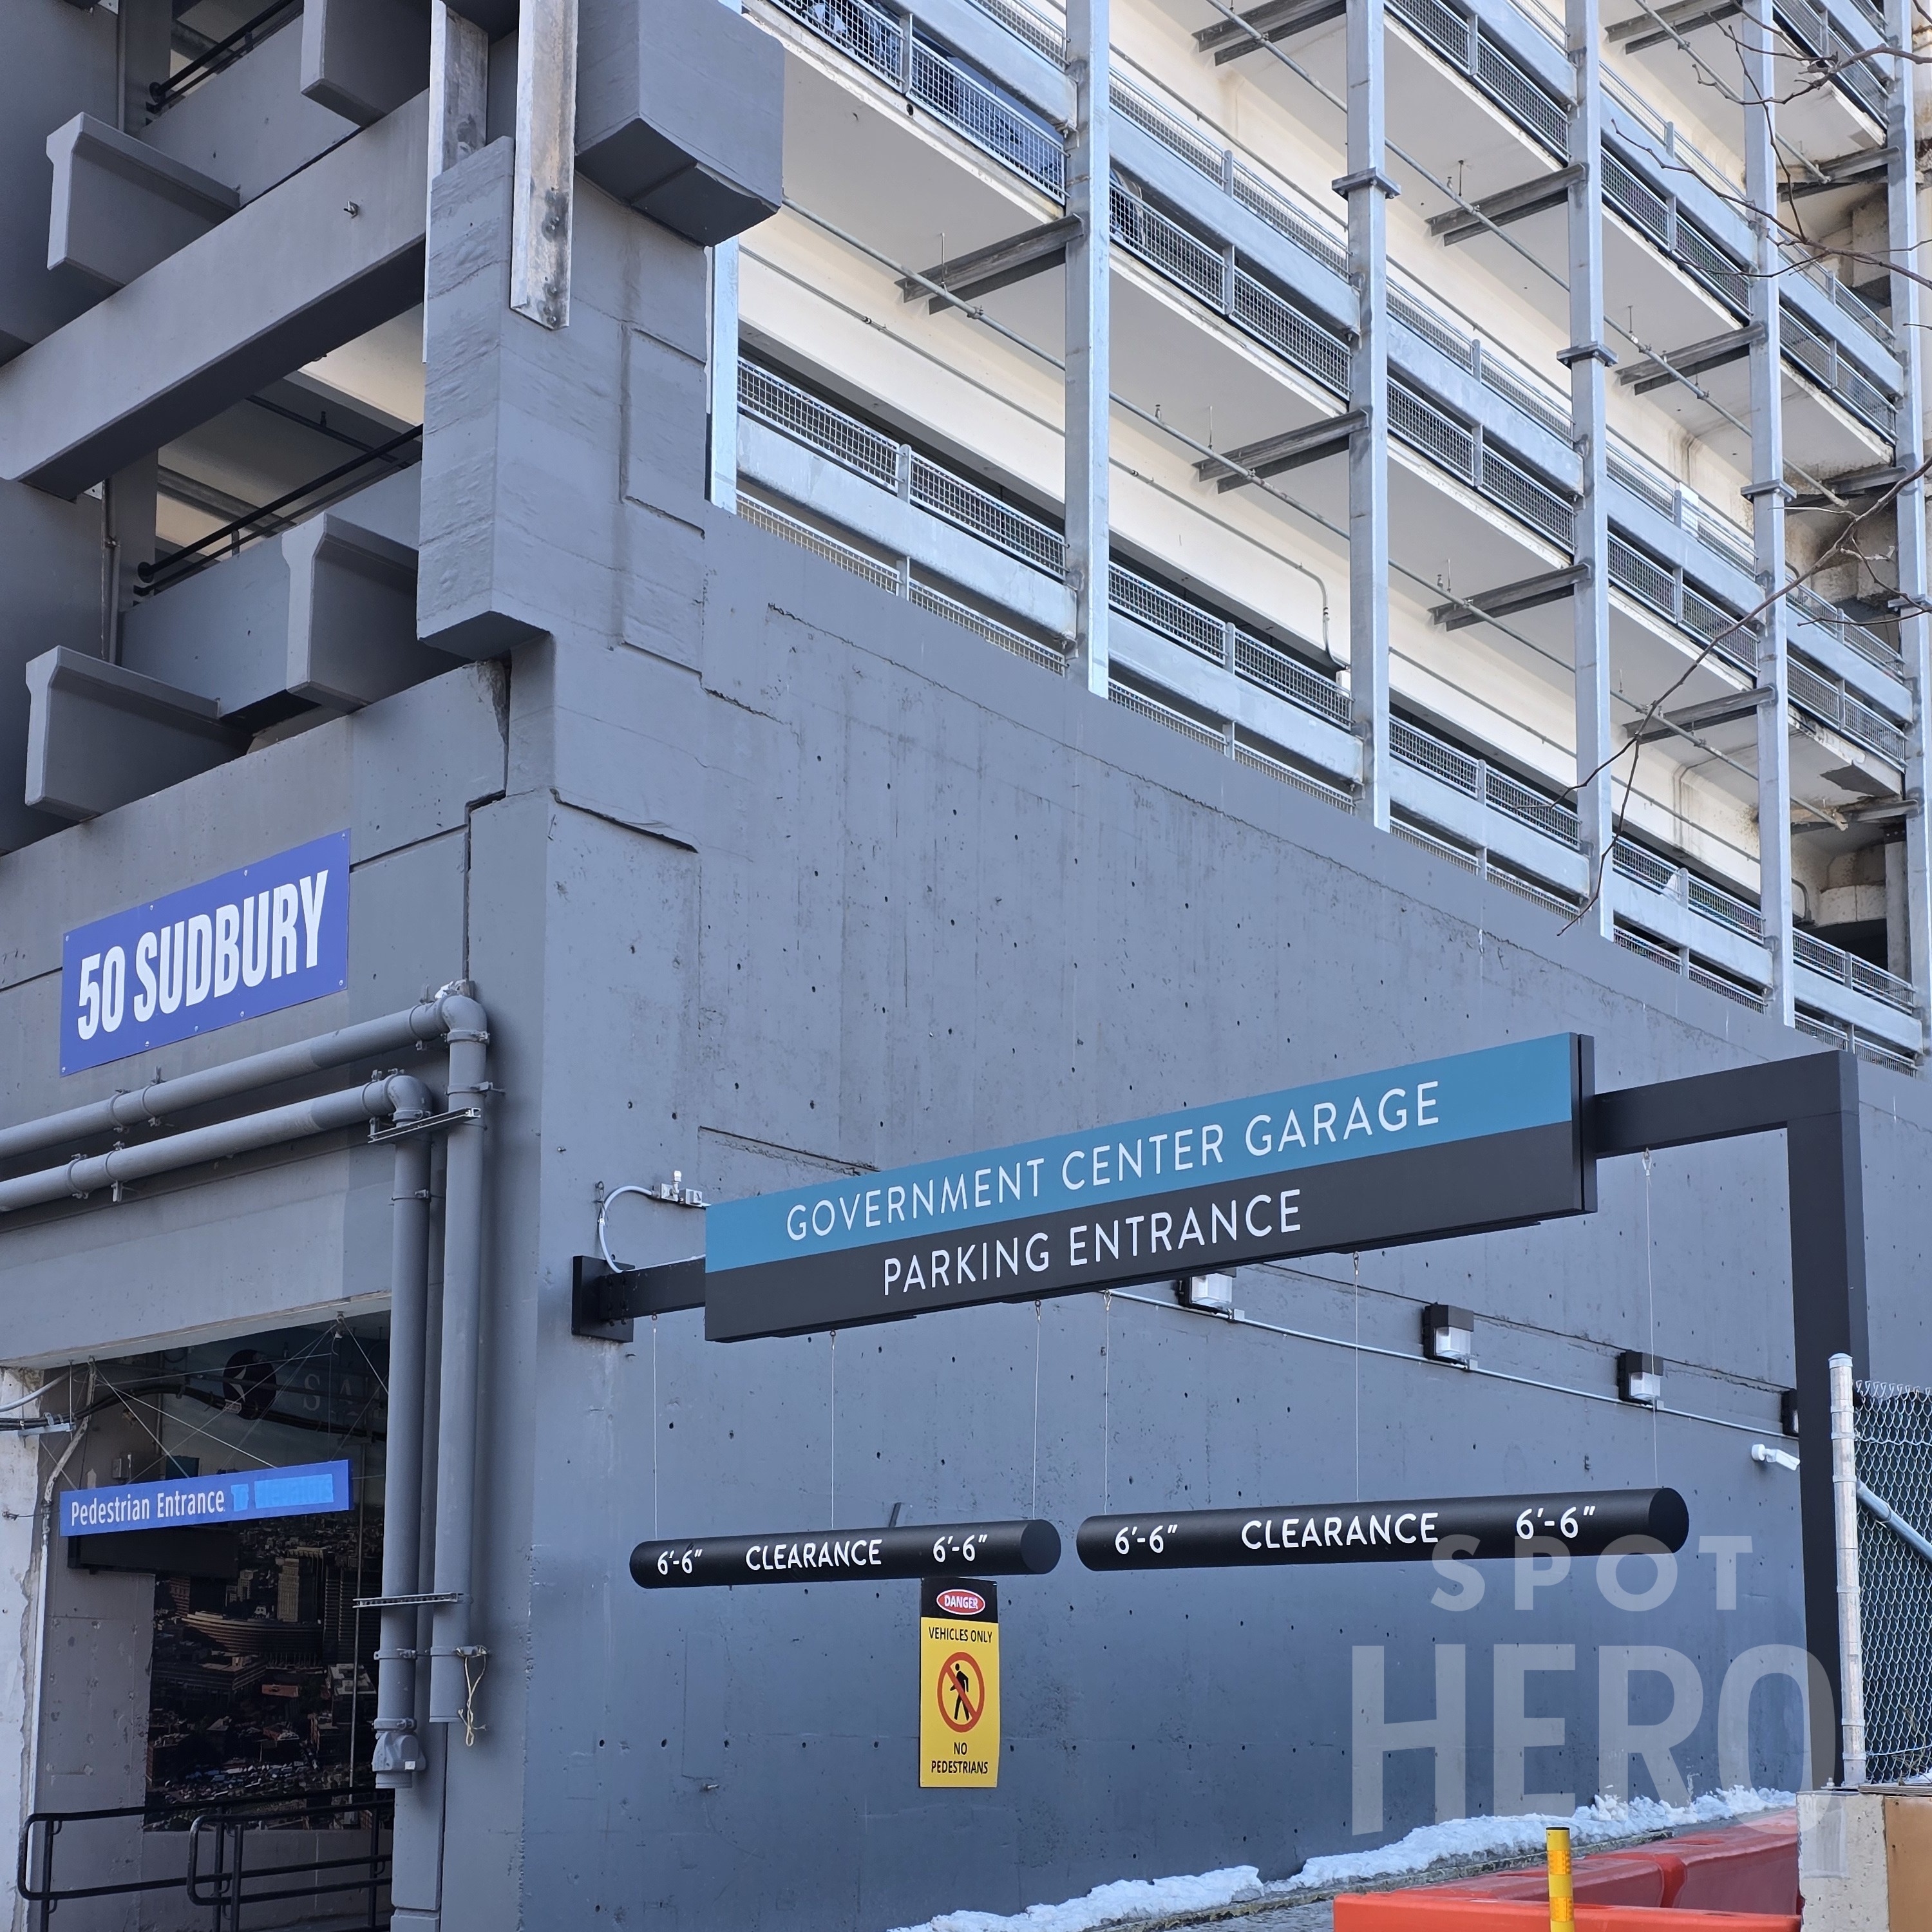 50 SUDBURY
GOVERNMENT CENTER GARAGE
PARKING ENTRANCE
Pedestrian Entrance
6'-6" CLEARANCE 6'-6"
6'-6" CLEARANCE 6'-6"
DANGER
VEHICLES ONLY
NO
PEDESTRIANS
SPOT
HERO